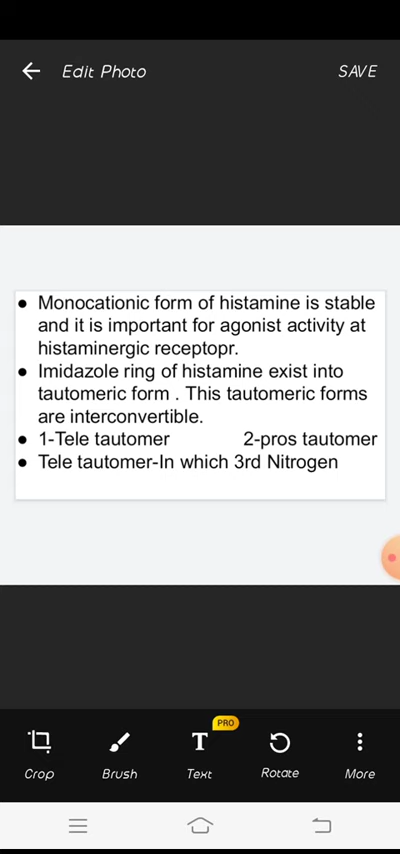 Edit Photo SAVE
● Monocationic form of histamine is stable
and it is important for agonist activity at
histaminergic receptopr.
● Imidazole ring of histamine exist into
tautomeric form . This tautomeric forms
are interconvertible.
● 1-Tele tautomer 2-pros tautomer
● Tele tautomer-In which 3rd Nitrogen
PRO
T
Crop Brush Text Rotate More